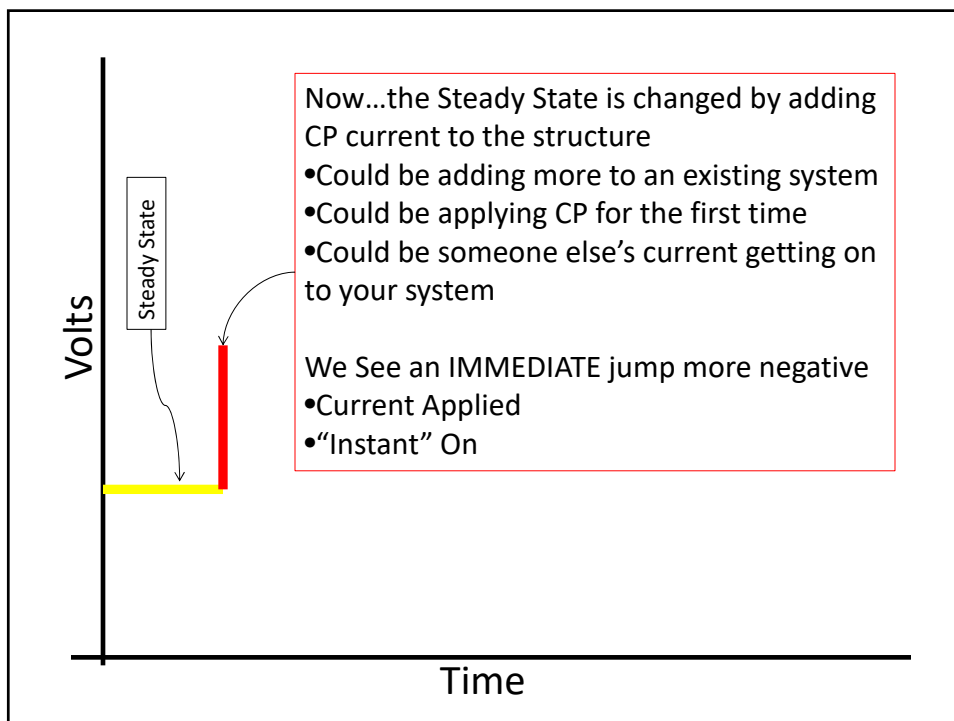 Now…the Steady State is changed by adding
CP current to the structure
•Could be adding more to an existing system
•Could be applying CP for the first time
•Could be someone else’s current getting on
to your system
We See an IMMEDIATE jump more negative
•Current Applied
•“Instant” On
Steady State
Volts
Time